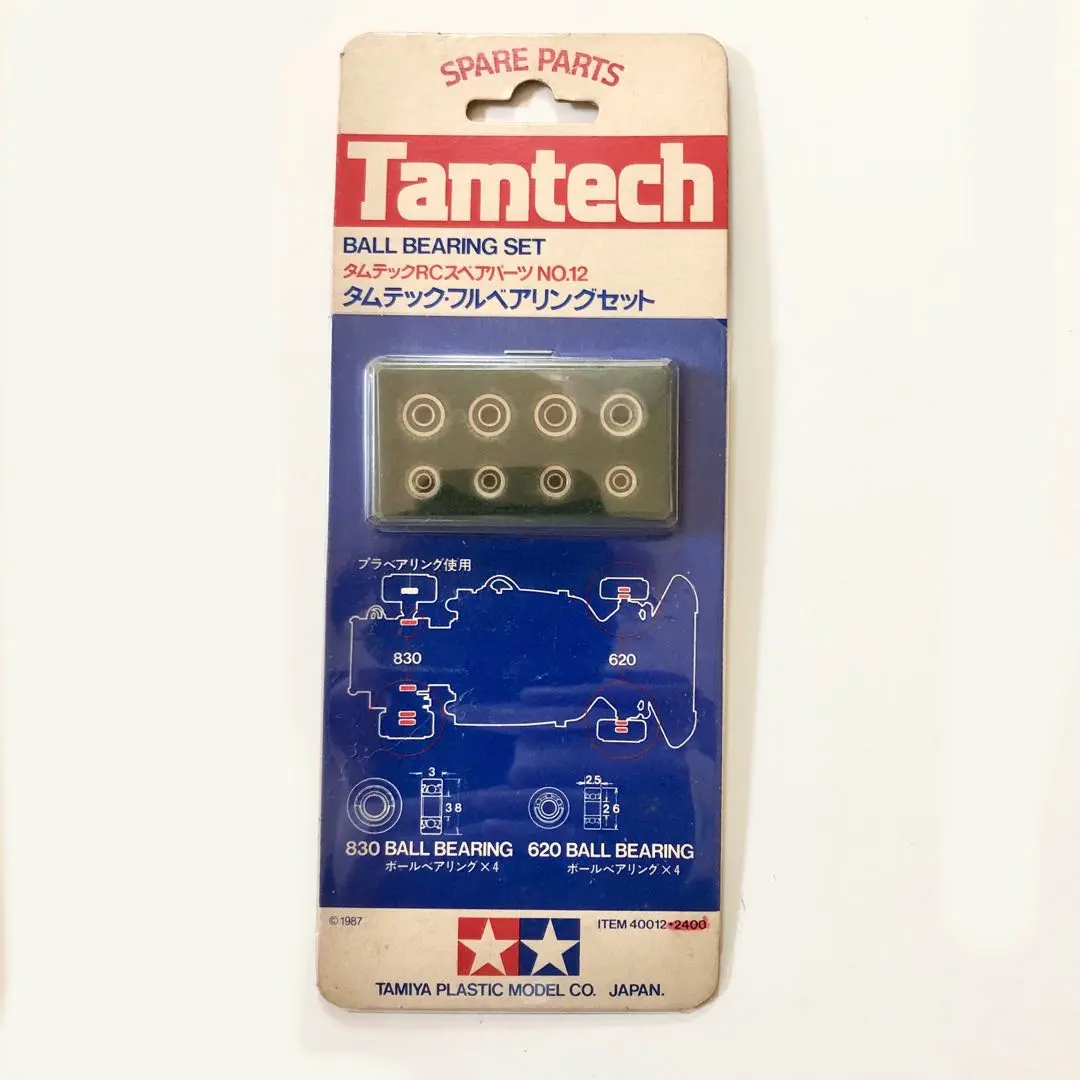 SPARE PARTS
Tamtech
BALL BEARING SET
タムテックRCスペアパーツ NO.12
タムテック・フルベアリングセット
プラベアリング使用
830
620
3
3 8
2.5
2 6
830 BALL BEARING
ボールベアリング×4
620 BALL BEARING
ボールベアリング×4
©1987
ITEM 40012•2400
TAMIYA PLASTIC MODEL CO. JAPAN.